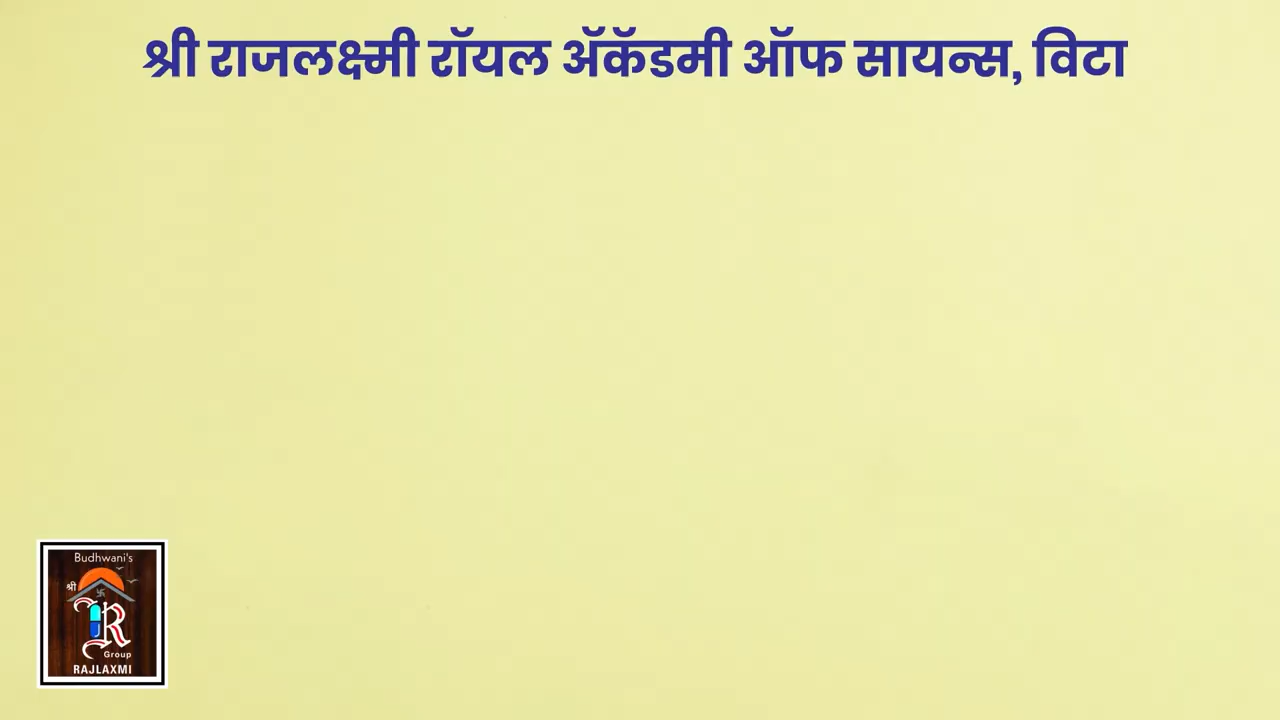 श्री राजलक्ष्मी रॉयल ॲकॅडमी ऑफ सायन्स, विटा
Budhwani's
श्री
R
Group
RAJLAXMI